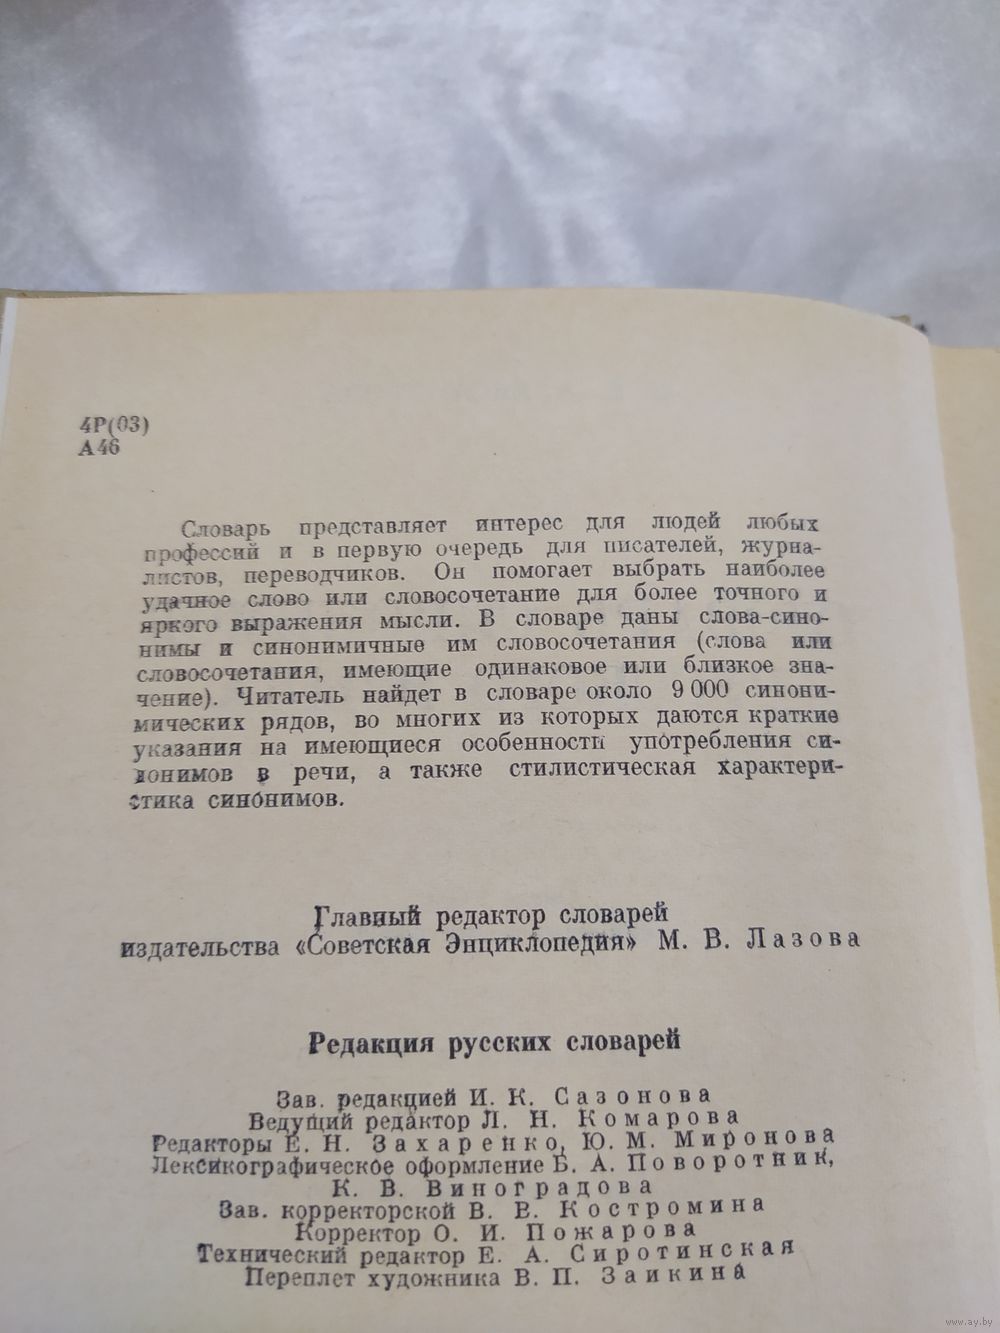 4Р(03)
А46
Словарь представляет интерес для людей любых
профессий и в первую очередь для писателей, журна-
листов, переводчиков. Он помогает выбрать наиболее
удачное слово или словосочетание для более точного и
яркого выражения мысли. В словаре даны слова-сино-
нимы и синонимичные им словосочетания (слова или
словосочетания, имеющие одинаковое или близкое зна-
чение). Читатель найдет в словаре около 9 000 синони-
мических рядов, во многих из которых даются краткие
указания на имеющиеся особенности употребления си-
нонимов в речи, а также стилистическая характери-
стика синонимов.
Главный редактор словарей
издательства «Советская Энциклопедия» М. В. Лазова
Редакция русских словарей
Зав. редакцией И. К. Сазонова
Ведущий редактор Л. Н. Комарова
Редакторы Е. Н. Захаренко, Ю. М. Миронова
Лексикографическое оформление Б. А. Поворотник,
К. В. Виноградова
Зав. корректорской В. В. Костромина
Корректор О. И. Пожарова
Технический редактор Е. А. Сиротинская
Переплет художника В. П. Заикина
www.ay.by